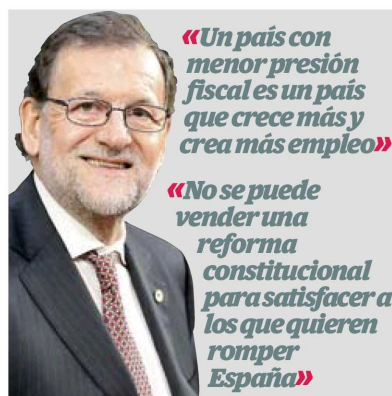 «Un país con
menor presión
fiscal es un país
que crece más y
crea más empleo»
«No se puede
vender una
reforma
constitucional
para satisfacer a
los que quieren
romper
España»